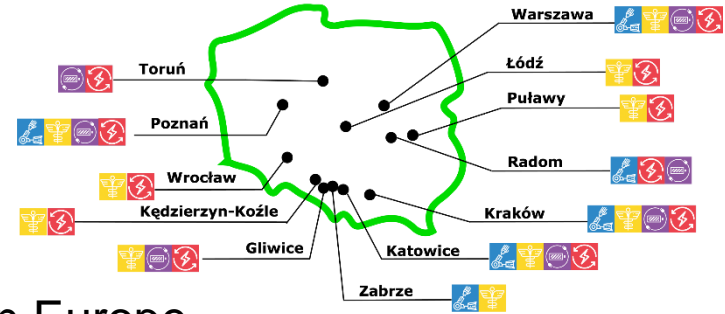 Warszawa
Łódź
Toruń
Puławy
Poznań
Radom
Wrocław
Kędzierzyn-Koźle
Kraków
Gliwice
Katowice
Zabrze
Europe